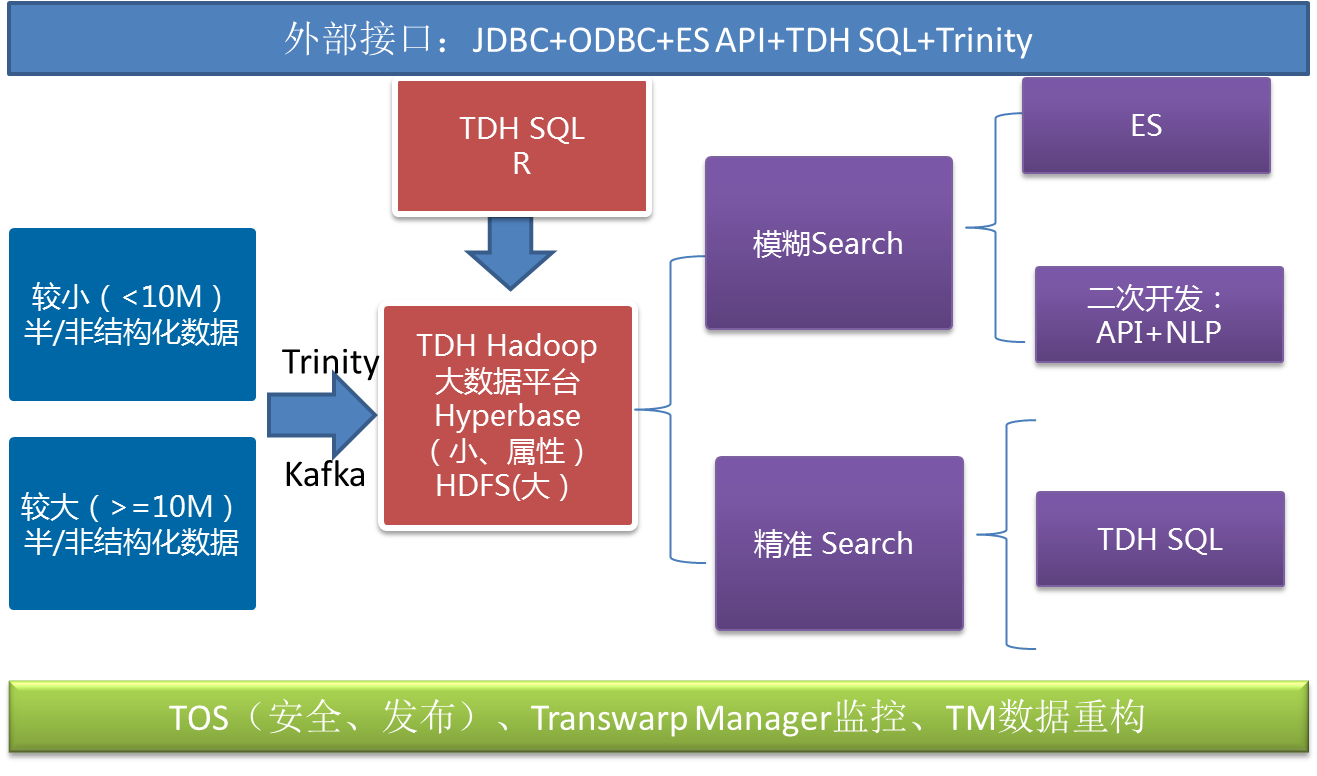 外部接口：JDBC+ODBC+ES API+TDH SQL+Trinity
TDH SQL
R
较小（<10M）
半/非结构化数据
较大（>=10M）
半/非结构化数据
Trinity
Kafka
TDH Hadoop
大数据平台
Hyperbase
（小、属性）
HDFS(大）
模糊Search
精准 Search
ES
二次开发：
API+NLP
TDH SQL
TOS（安全、发布）、Transwarp Manager监控、TM数据重构